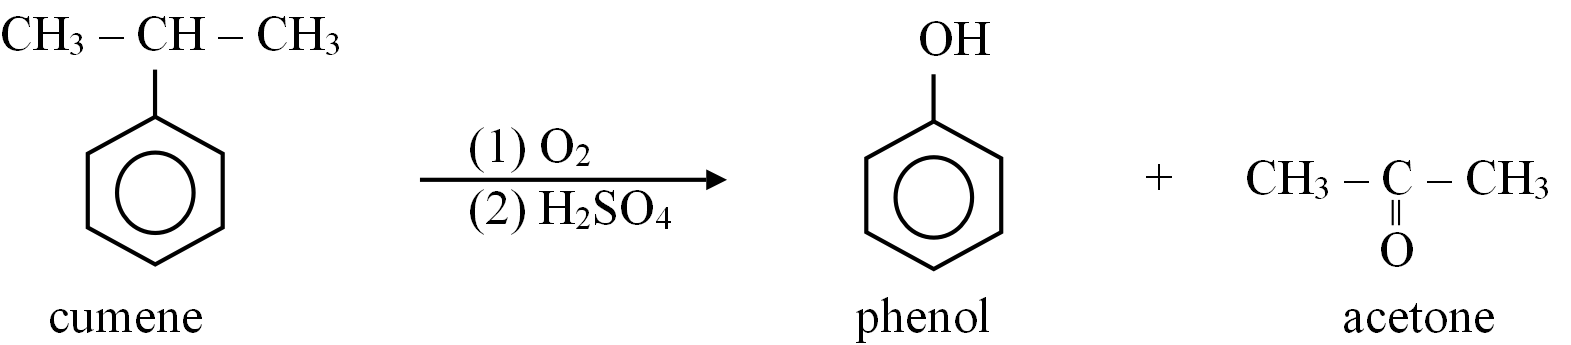 CH3 – CH – CH3
OH
(1) O2
(2) H2SO4
+
CH3 – C – CH3
O
cumene
phenol
acetone